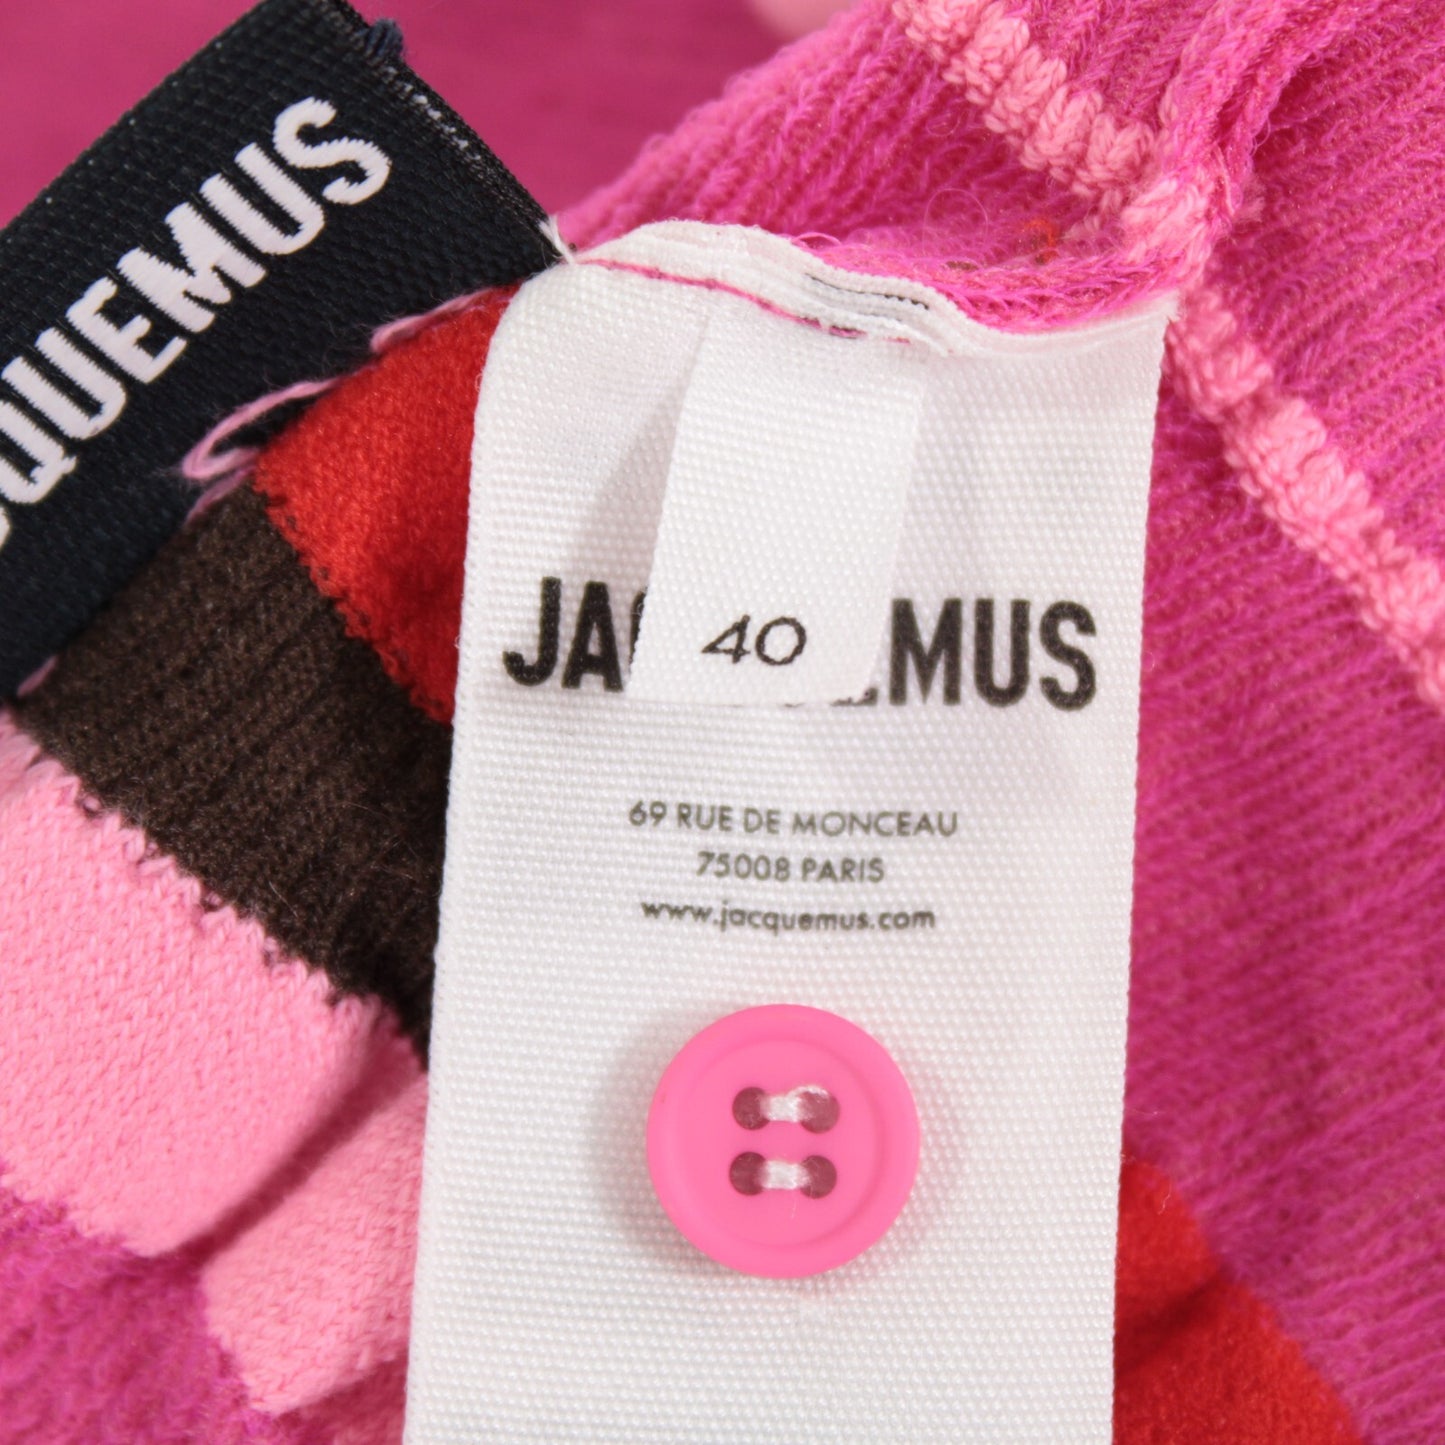 QUEMUS
40
JA EMUS
69 RUE DE MONCEAU
75008 PARIS
www.jacquemus.com